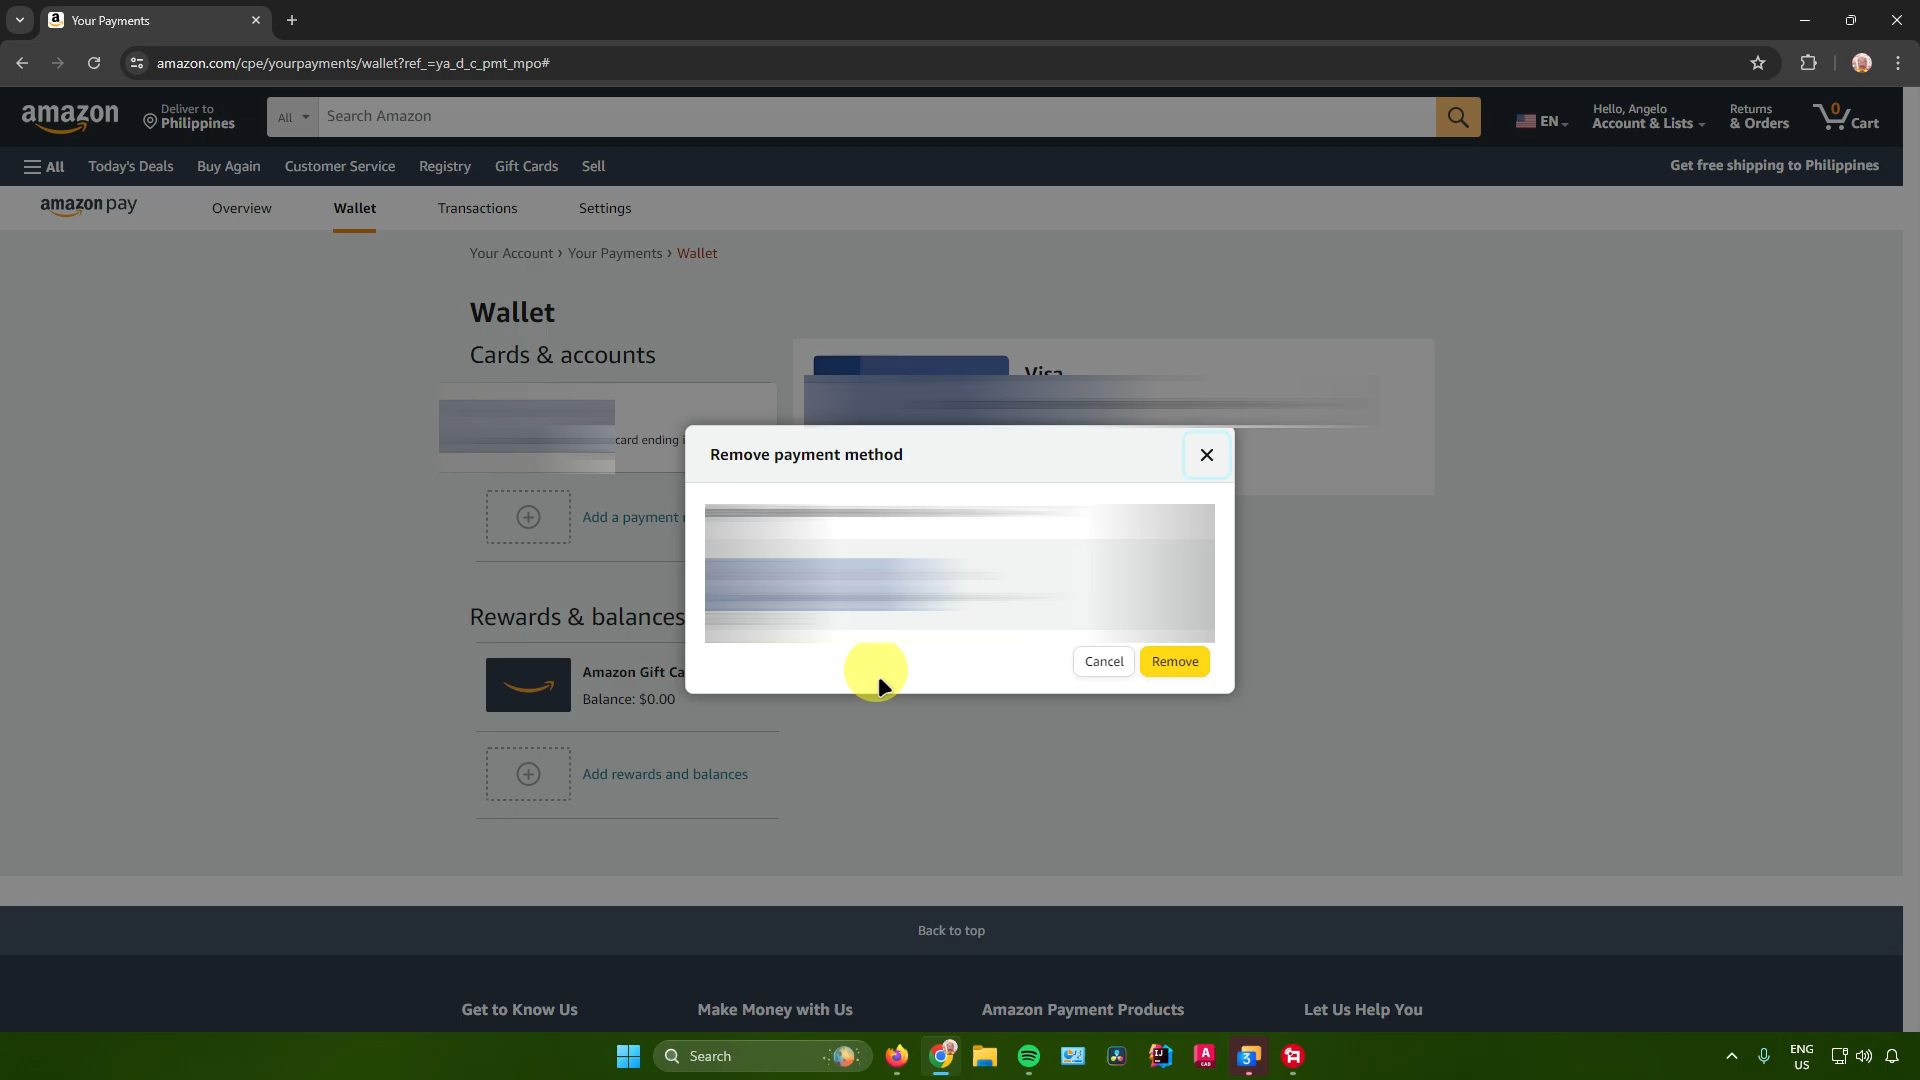 Your Payments
amazon.com/cpe/yourpayments/wallet?ref_=ya_d_c_pmt_mpo#
amazon
Deliver to
Philippines
All
Search Amazon
EN
Hello, Angelo
Account & Lists
Returns
& Orders
0
Cart
All
Today's Deals
Buy Again
Customer Service
Registry
Gift Cards
Sell
Get free shipping to Philippines
amazon pay
Overview
Wallet
Transactions
Settings
Your Account › Your Payments › Wallet
Wallet
Cards & accounts
Visa
card ending
Remove payment method
Add a payment
Cancel
Remove
Rewards & balances
Amazon Gift
Balance: $0.00
Add rewards and balances
Back to top
Get to Know Us
Make Money with Us
Amazon Payment Products
Let Us Help You
Search
ENG
US